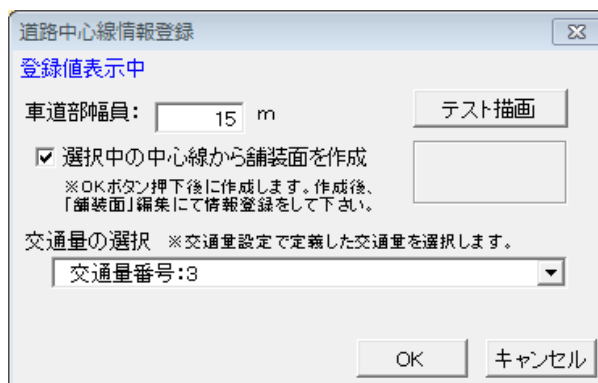 道路中心線情報登録
登録値表示中
車道部幅員： 15 m
テスト描画
選択中の中心線から舗装面を作成
※OKボタン押下後に作成します。作成後、
「舗装面」編集にて情報登録をして下さい。
交通量の選択 ※交通量設定で定義した交通量を選択します。
交通量番号:3
OK
キャンセル